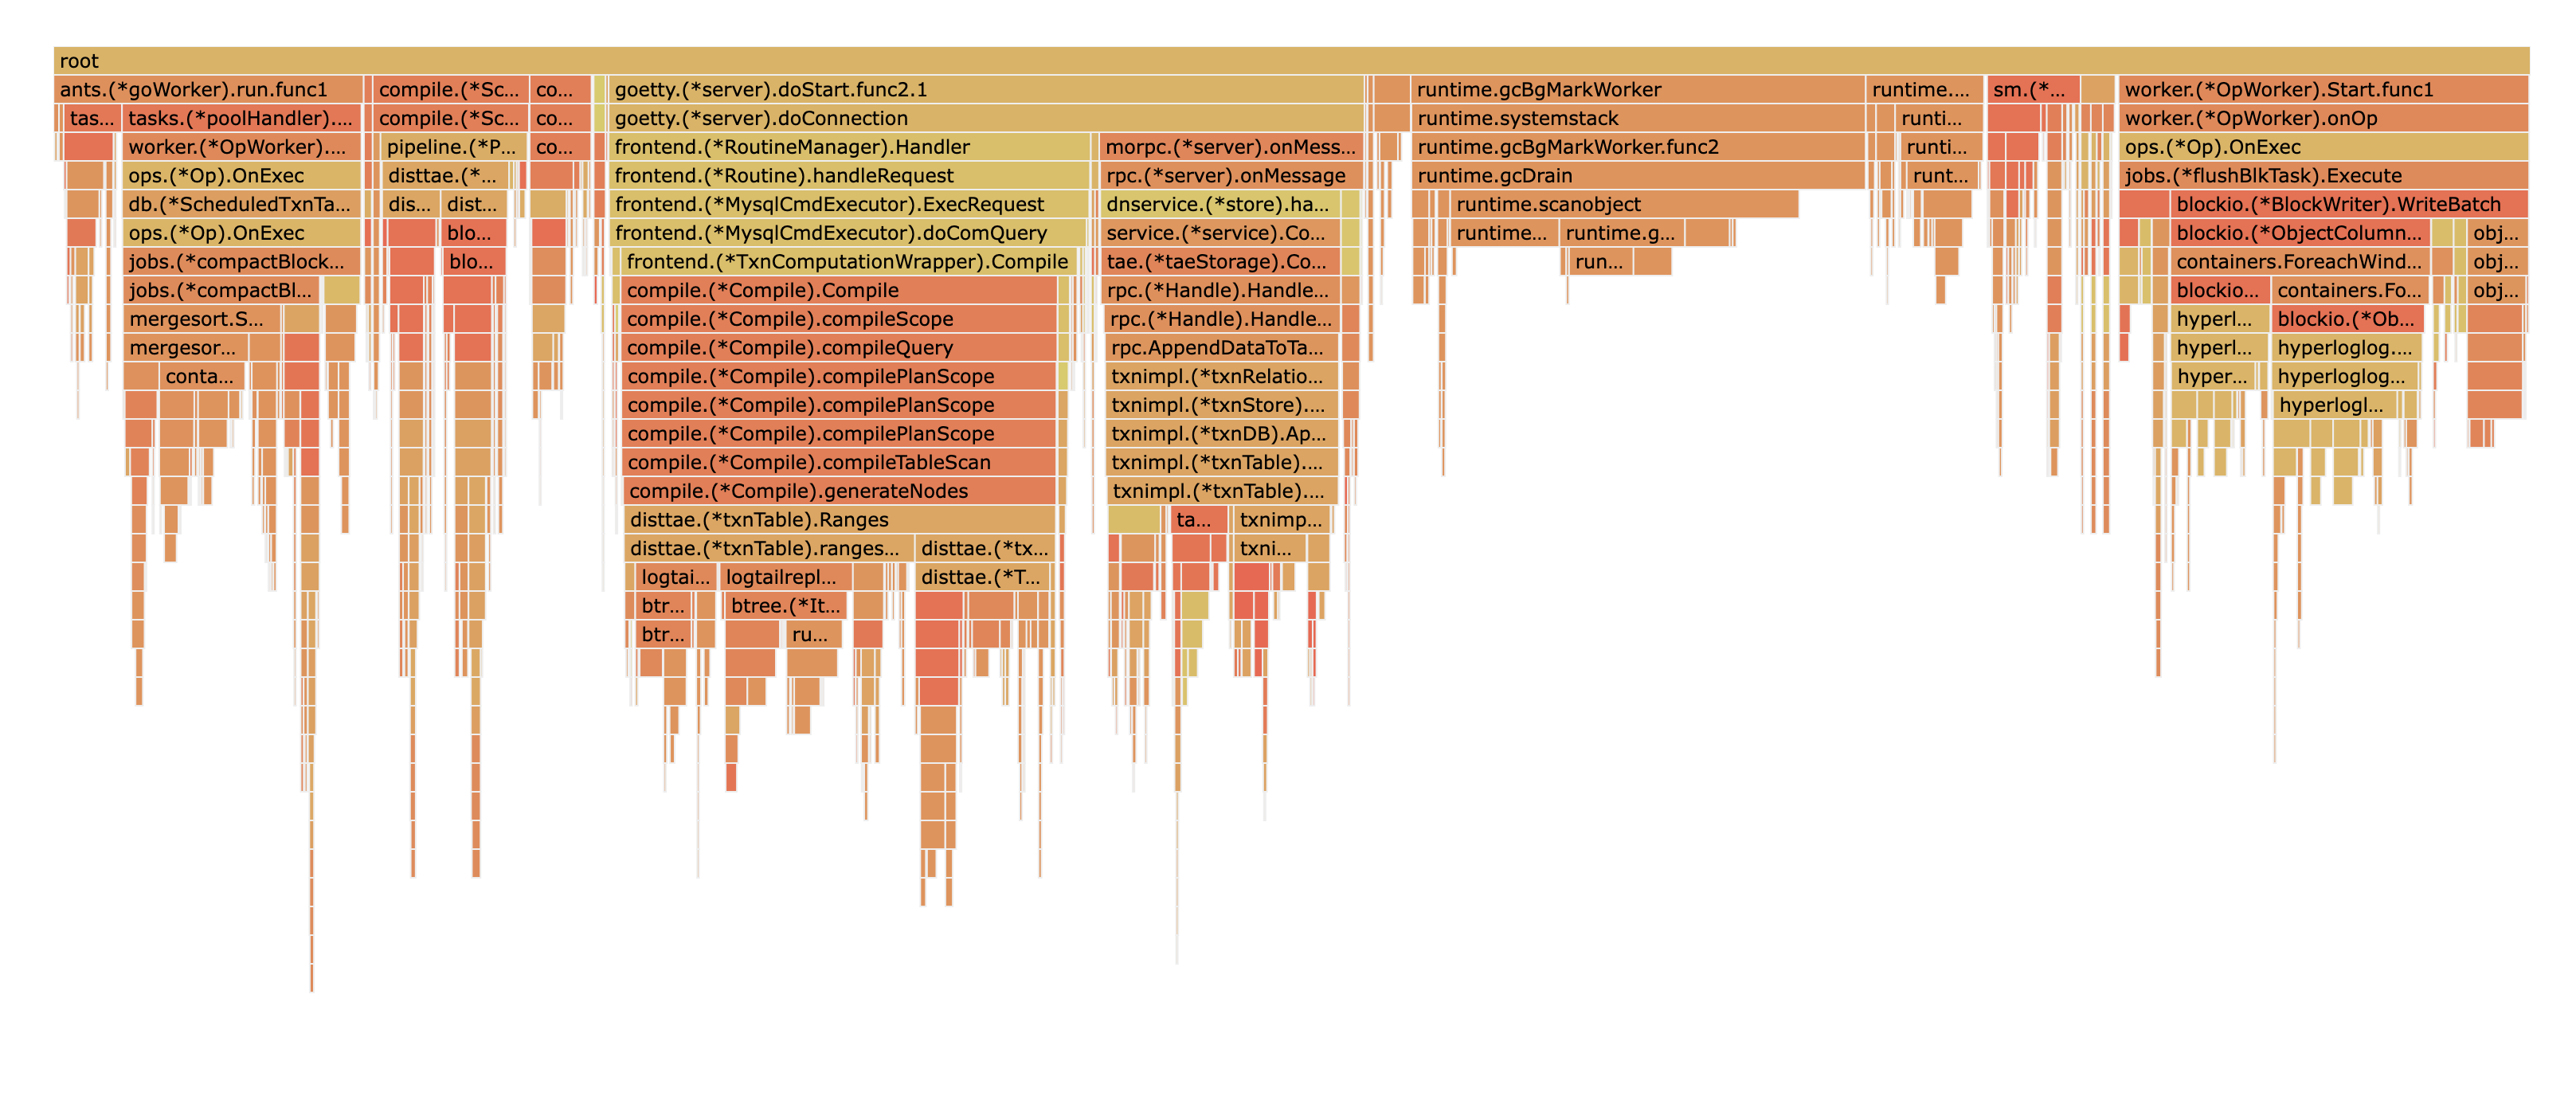 root
ants.(*goWorker).run.func1 compile.(*Sc... co... goetty.(*server).doStart.func2.1 runtime.gcBgMarkWorker runtime.... sm.(*... worker.(*OpWorker).Start.func1
tas... tasks.(*poolHandler).... compile.(*Sc... co... goetty.(*server).doConnection runtime.systemstack runti... worker.(*OpWorker).onOp
worker.(*OpWorker).... pipeline.(*P... co... frontend.(*RoutineManager).Handler morpc.(*server).onMess... runtime.gcBgMarkWorker.func2 runti... ops.(*Op).OnExec
ops.(*Op).OnExec disttae.(*... frontend.(*Routine).handleRequest rpc.(*server).onMessage runtime.gcDrain runt... jobs.(*flushBlkTask).Execute
db.(*ScheduledTxnTa... dis... dist... frontend.(*MysqlCmdExecutor).ExecRequest dnservice.(*store).ha... runtime.scanobject blockio.(*BlockWriter).WriteBatch
ops.(*Op).OnExec blo... frontend.(*MysqlCmdExecutor).doComQuery service.(*service).Co... runtime... runtime.g... blockio.(*ObjectColumn... obj...
jobs.(*compactBlock... blo... frontend.(*TxnComputationWrapper).Compile tae.(*taeStorage).Co... run... containers.ForeachWind... obj...
jobs.(*compactBl... compile.(*Compile).Compile rpc.(*Handle).Handle... blockio... containers.Fo... obj...
mergesort.S... compile.(*Compile).compileScope rpc.(*Handle).Handle... hyperl... blockio.(*Ob...
mergesor... compile.(*Compile).compileQuery rpc.AppendDataToTa... hyperl... hyperloglog....
conta... compile.(*Compile).compilePlanScope txnimpl.(*txnRelatio... hyper... hyperloglog...
compile.(*Compile).compilePlanScope txnimpl.(*txnStore).... hyperlogl...
compile.(*Compile).compilePlanScope txnimpl.(*txnDB).Ap...
compile.(*Compile).compileTableScan txnimpl.(*txnTable)....
compile.(*Compile).generateNodes txnimpl.(*txnTable)....
disttae.(*txnTable).Ranges ta... txnimp...
disttae.(*txnTable).ranges... disttae.(*tx... txni...
logtai... logtailrepl... disttae.(*T...
btr... btree.(*It...
btr... ru...